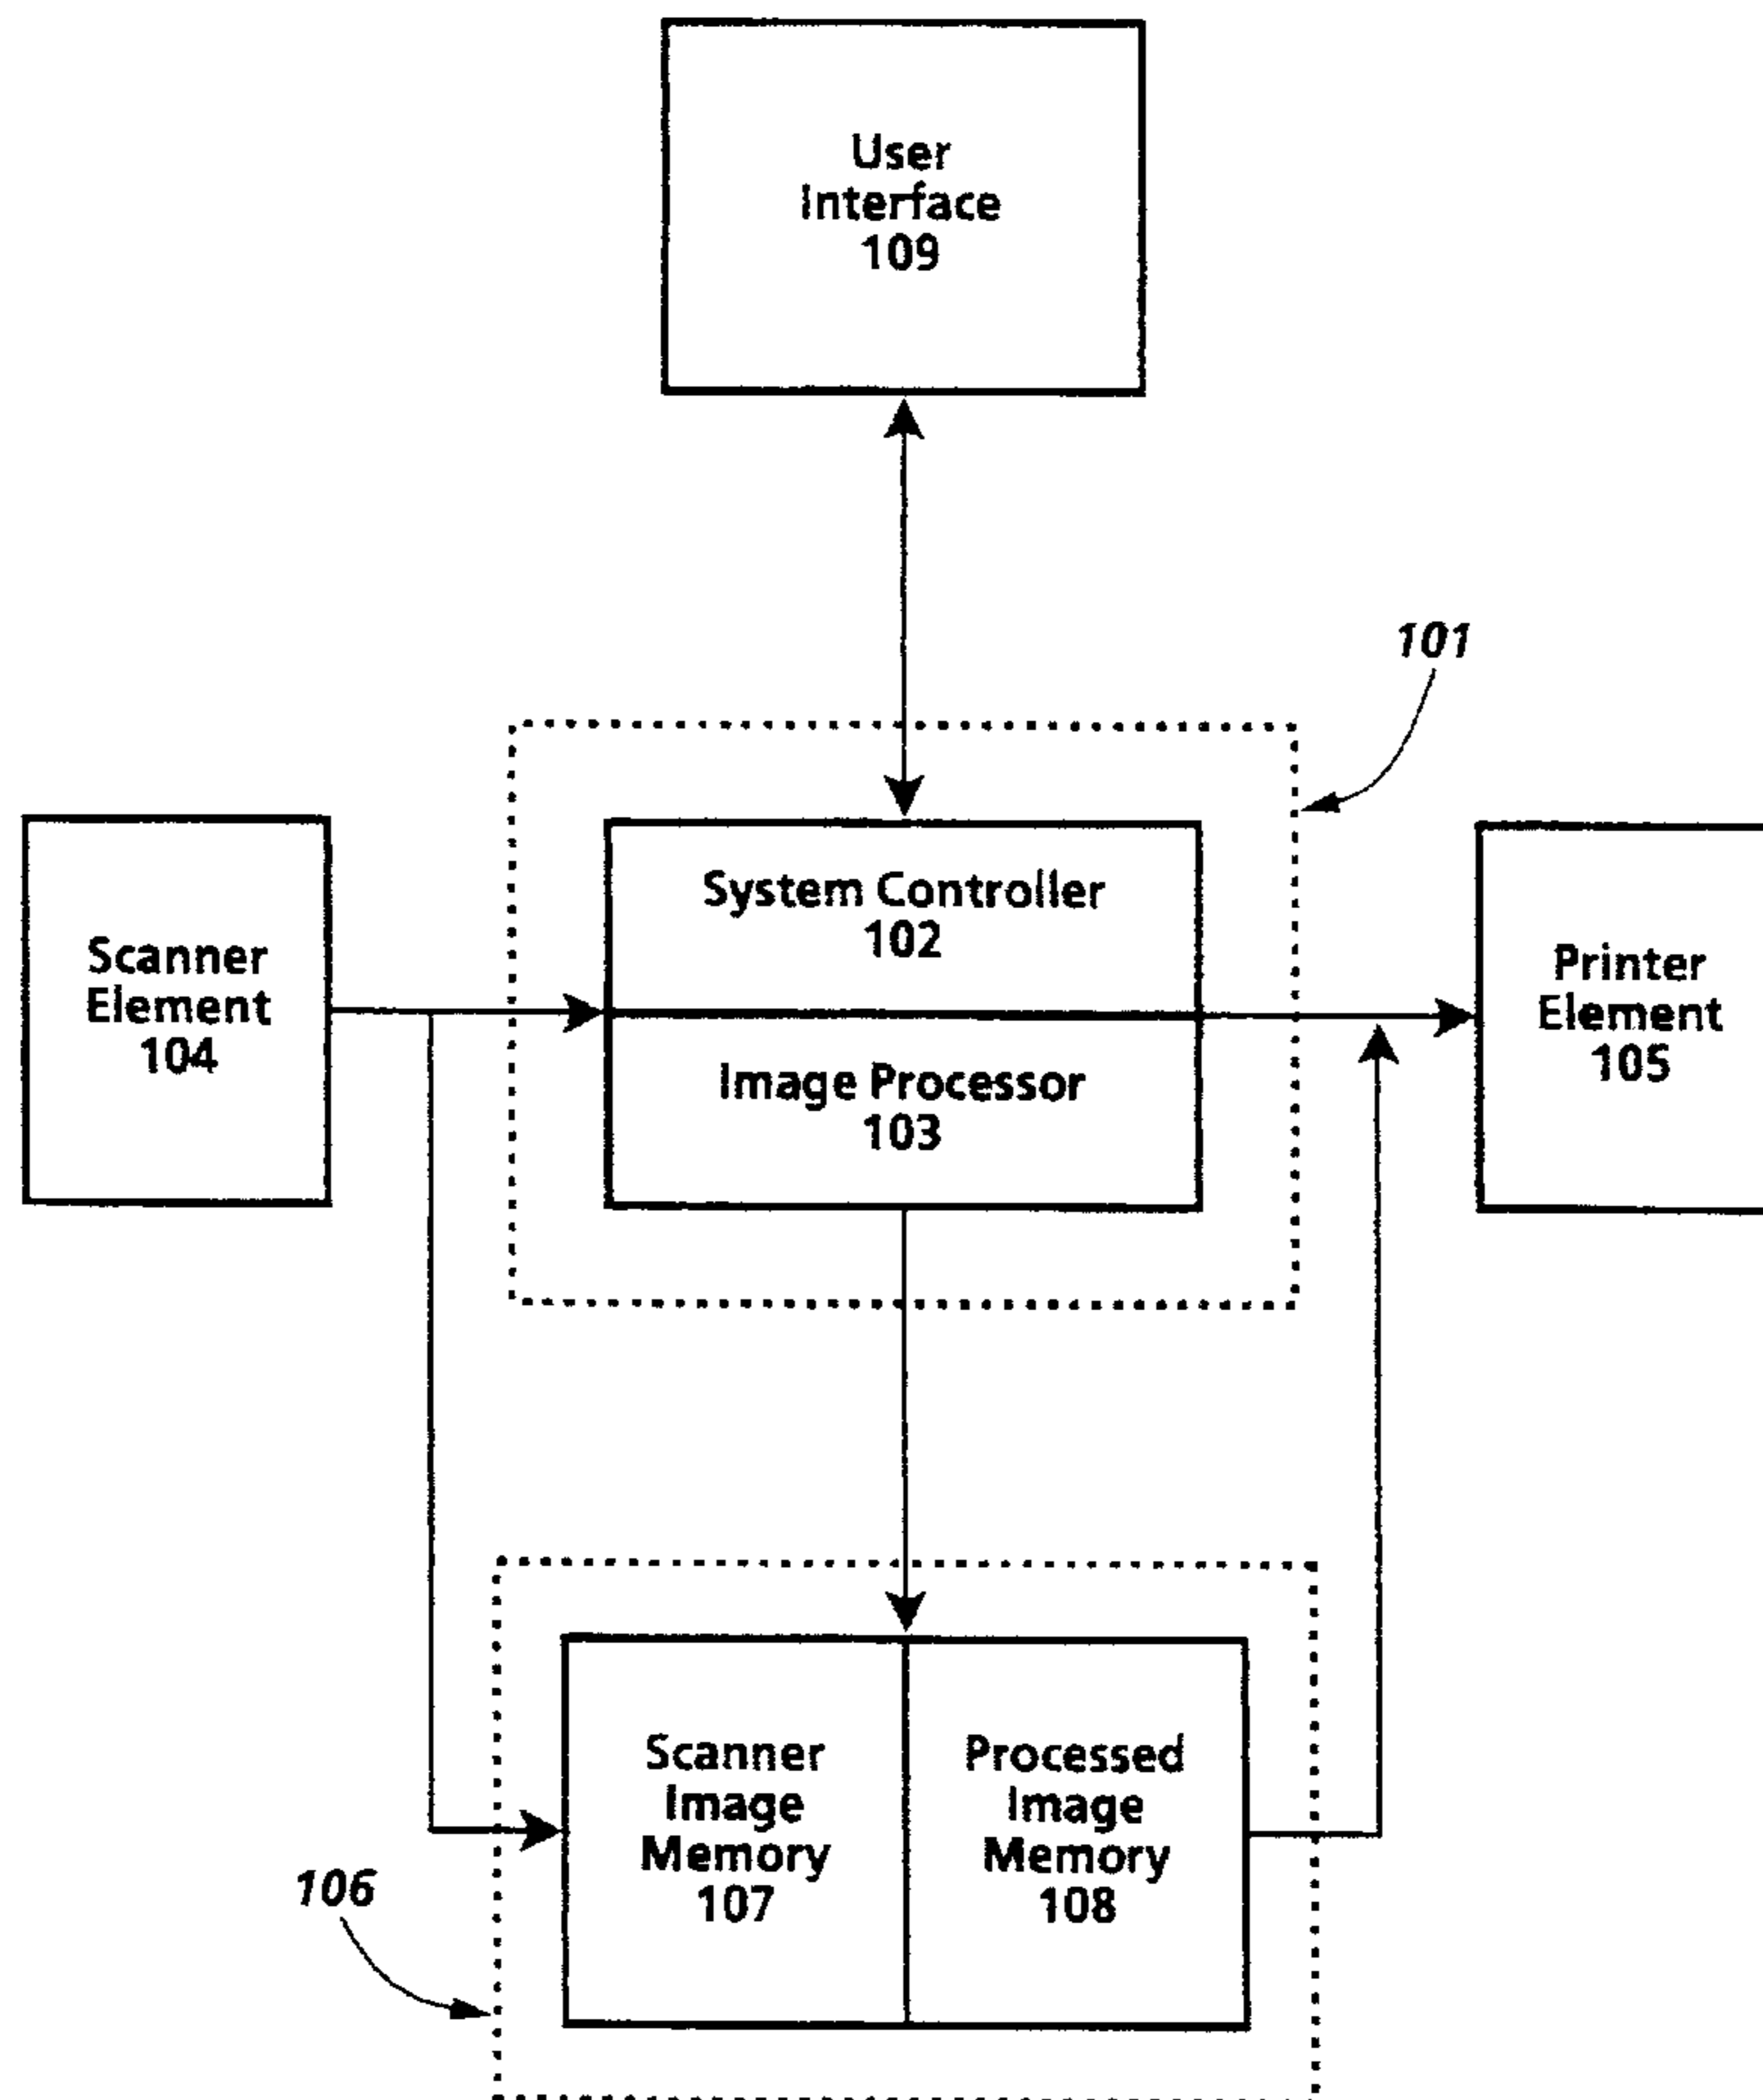 User
Interface
109
101
System Controller
102
Scanner
Element
104
Image Processor
103
Printer
Element
105
Scanner
Image
Memory
107
Processed
Image
Memory
108
106